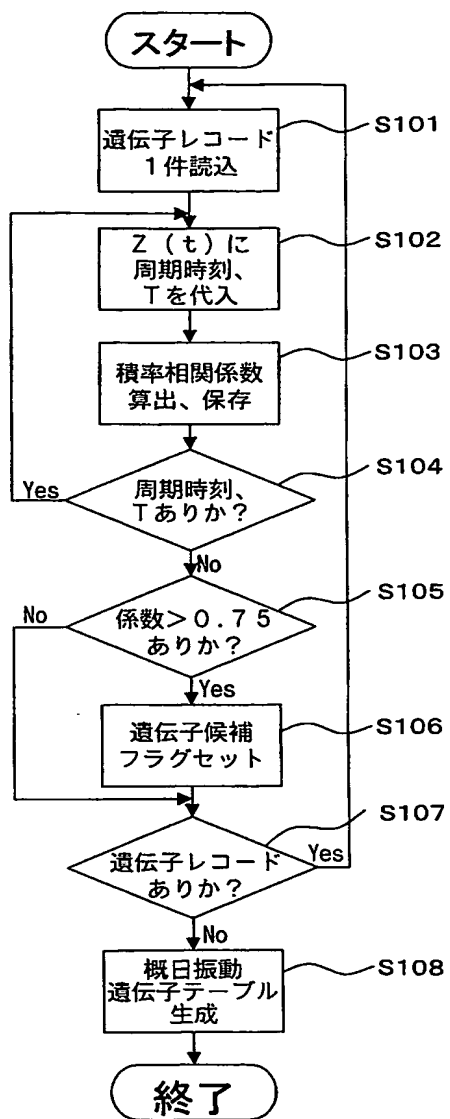 スタート
遺伝子レコード
1件読込
S101
Z(t)に
周期時刻、
Tを代入
S102
積率相関係数
算出、保存
S103
周期時刻、
Tありか?
S104
Yes
No
係数>0.75
ありか?
S105
No
Yes
遺伝子候補
フラグセット
S106
遺伝子レコード
ありか?
S107
Yes
No
概日振動
遺伝子テーブル
生成
S108
終了